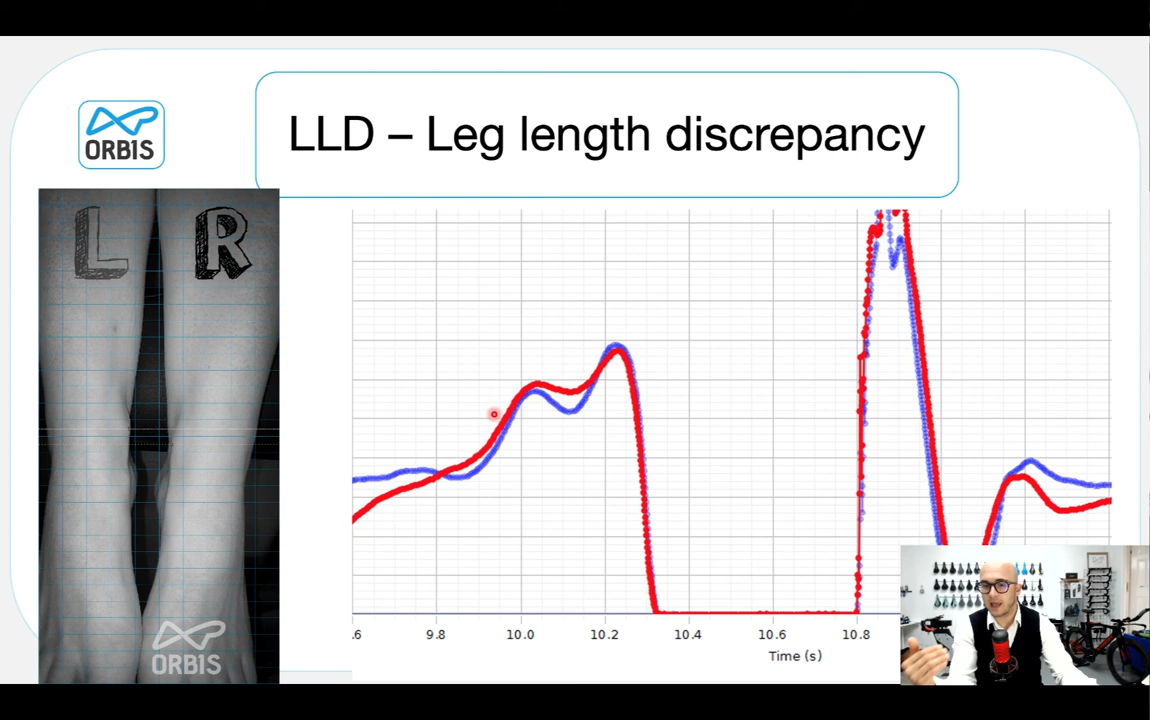 LLD – Leg length discrepancy
ORBIS
L R
.6 9.8 10.0 10.2 10.4 10.6 10.8
Time (s)
ORBIS